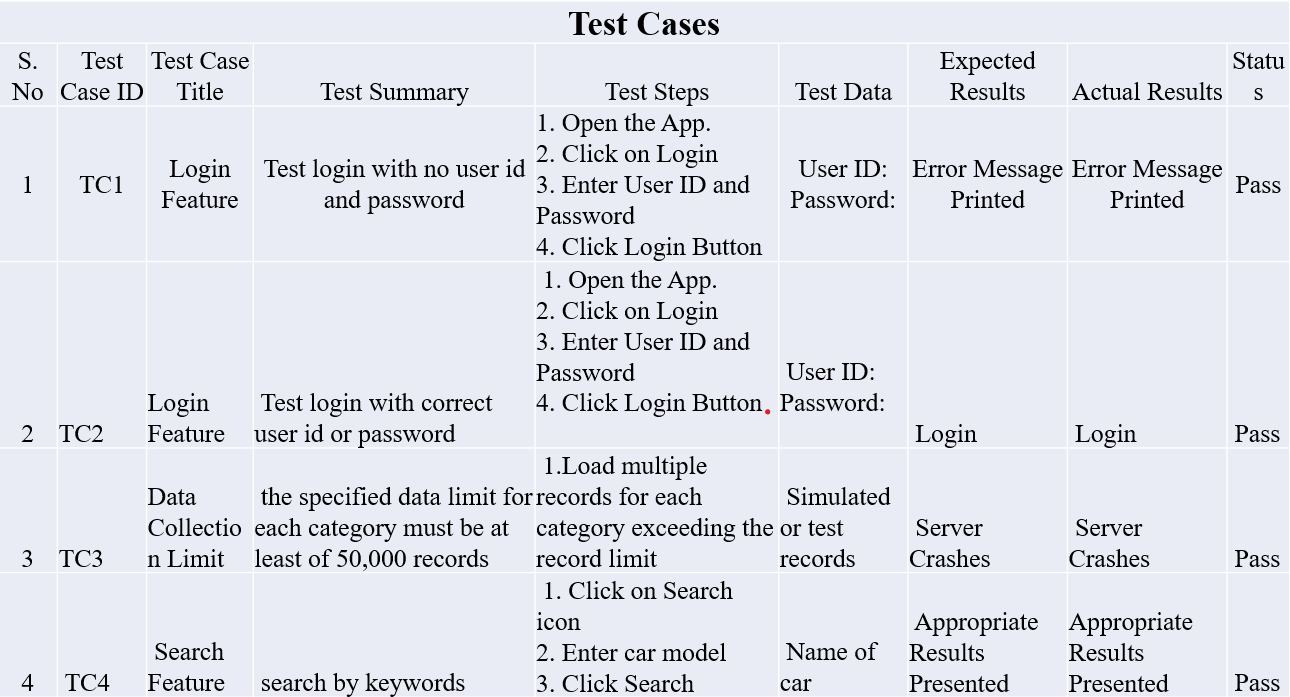 Test Cases
S. No
Test Case ID
Test Case Title
Test Summary
Test Steps
Test Data
Expected Results
Actual Results
Statu
s
1
TC1
Login
Feature
Test login with no user id
and password
1. Open the App.
2. Click on Login
3. Enter User ID and
Password
4. Click Login Button
User ID:
Password:
Error Message
Printed
Error Message
Printed
Pass
2
TC2
Login
Feature
Test login with correct
user id or password
1. Open the App.
2. Click on Login
3. Enter User ID and
Password
4. Click Login Button.
User ID:
Password:
Login
Login
Pass
3
TC3
Data
Collectio
n Limit
the specified data limit for
each category must be at
least of 50,000 records
1.Load multiple
records for each
category exceeding the
record limit
Simulated
or test
records
Server
Crashes
Server
Crashes
Pass
4
TC4
Search
Feature
search by keywords
1. Click on Search
icon
2. Enter car model
3. Click Search
Name of
car
Appropriate
Results
Presented
Appropriate
Results
Presented
Pass